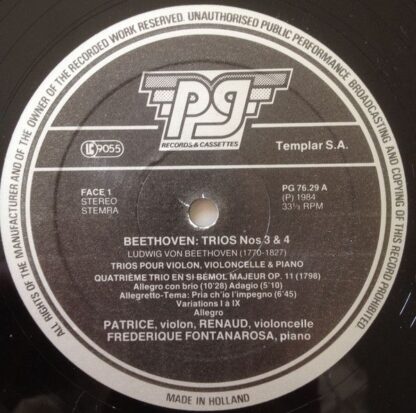 ALL RIGHTS OF THE MANUFACTURER AND OF THE OWNER OF THE RECORDED WORK RESERVED. UNAUTHORISED PUBLIC PERFORMANCE BROADCASTING AND COPYING OF THIS RECORD PROHIBITED
pg
RECORDS & CASSETTES
LC 9055
Templar S.A.
FACE 1
STEREO
STEMRA
PG 76.29 A
(P) 1984
33⅓ RPM
BEETHOVEN: TRIOS Nos 3 & 4
LUDWIG VON BEETHOVEN (1770-1827)
TRIOS POUR VIOLON, VIOLONCELLE & PIANO
QUATRIÈME TRIO EN SI BÉMOL MAJEUR OP. 11 (1798)
Allegro con brio (10'28) Adagio (5'10)
Allegretto-Tema: Pria ch'io l'impegno (6'45)
Variations I a IX
Allegro
PATRICE, violon, RENAUD, violoncelle
FREDERIQUE FONTANAROSA, piano
MADE IN HOLLAND